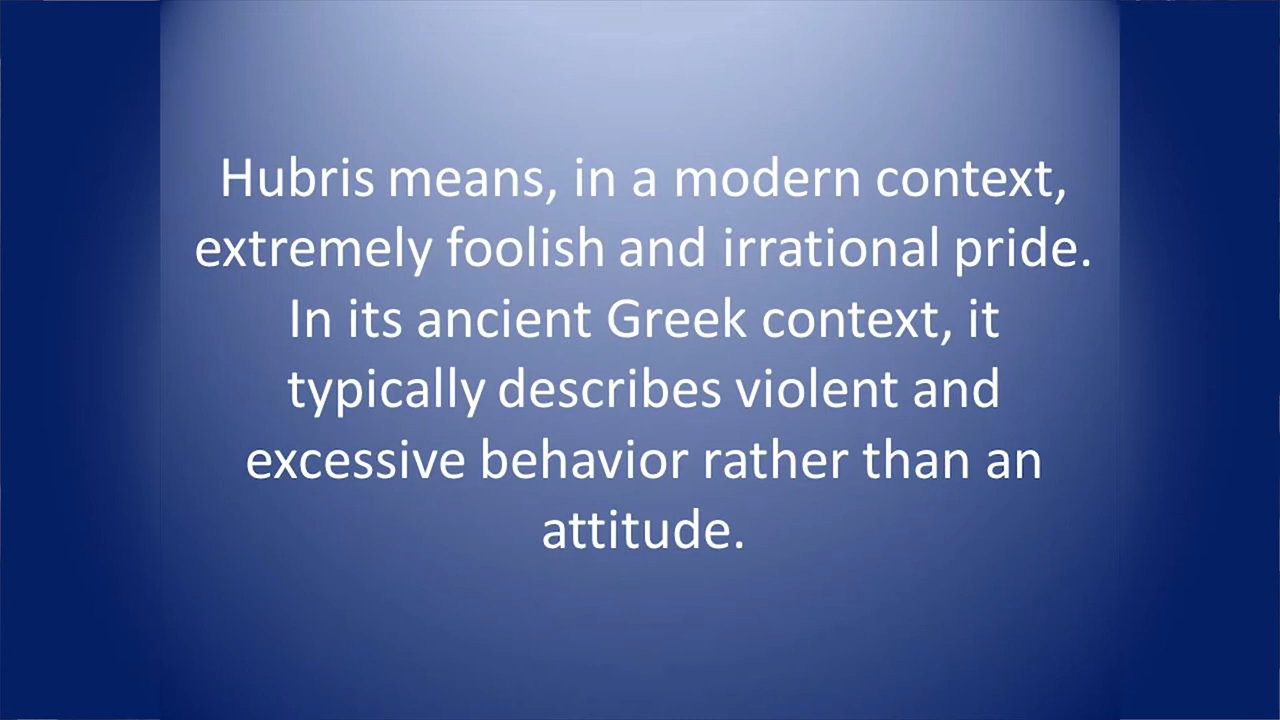 Hubris means, in a modern context,
extremely foolish and irrational pride.
In its ancient Greek context, it
typically describes violent and
excessive behavior rather than an
attitude.